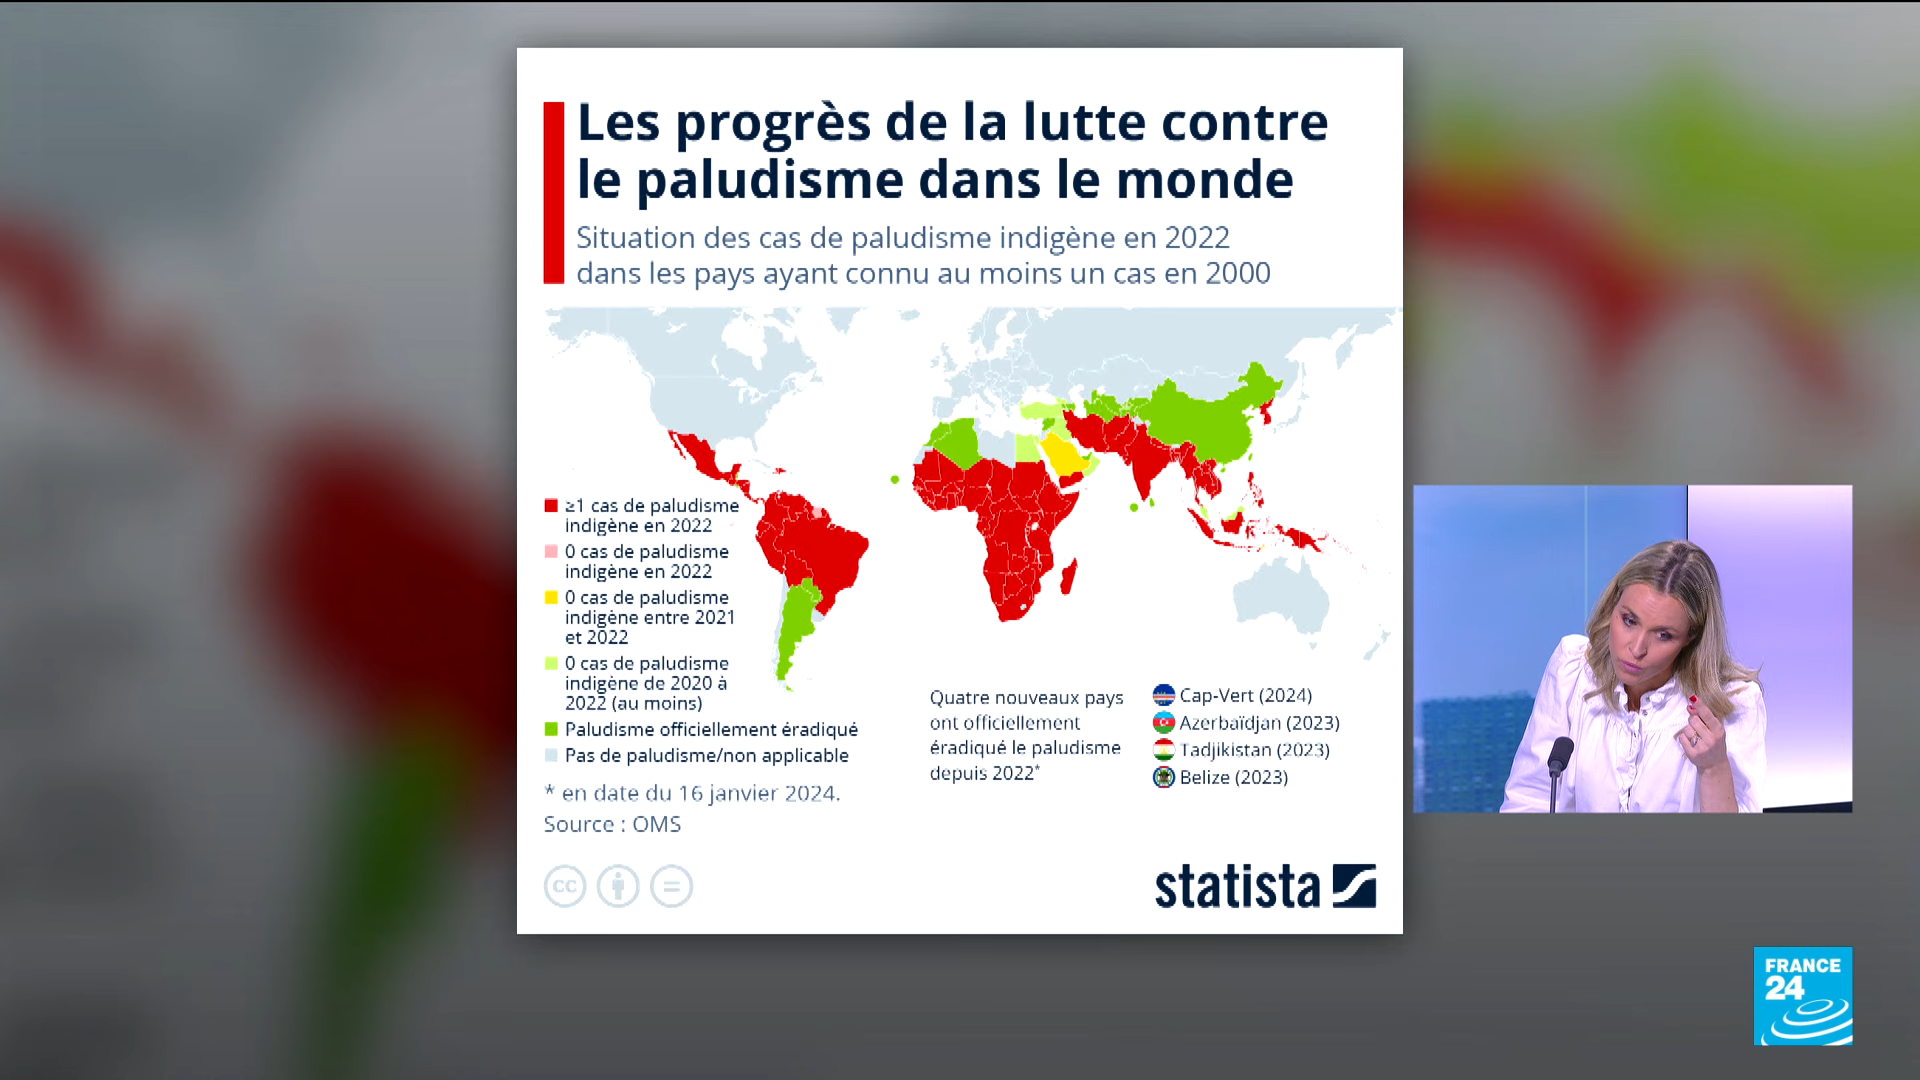 Les progrès de la lutte contre
le paludisme dans le monde
Situation des cas de paludisme indigène en 2022
dans les pays ayant connu au moins un cas en 2000
≥1 cas de paludisme
indigène en 2022
0 cas de paludisme
indigène en 2022
0 cas de paludisme
indigène entre 2021
et 2022
0 cas de paludisme
indigène de 2020 à
2022 (au moins)
Paludisme officiellement éradiqué
Pas de paludisme/non applicable
* en date du 16 janvier 2024.
Source : OMS
Quatre nouveaux pays
ont officiellement
éradiqué le paludisme
depuis 2022*
Cap-Vert (2024)
Azerbaïdjan (2023)
Tadjikistan (2023)
Belize (2023)
cc
statista
FRANCE
24